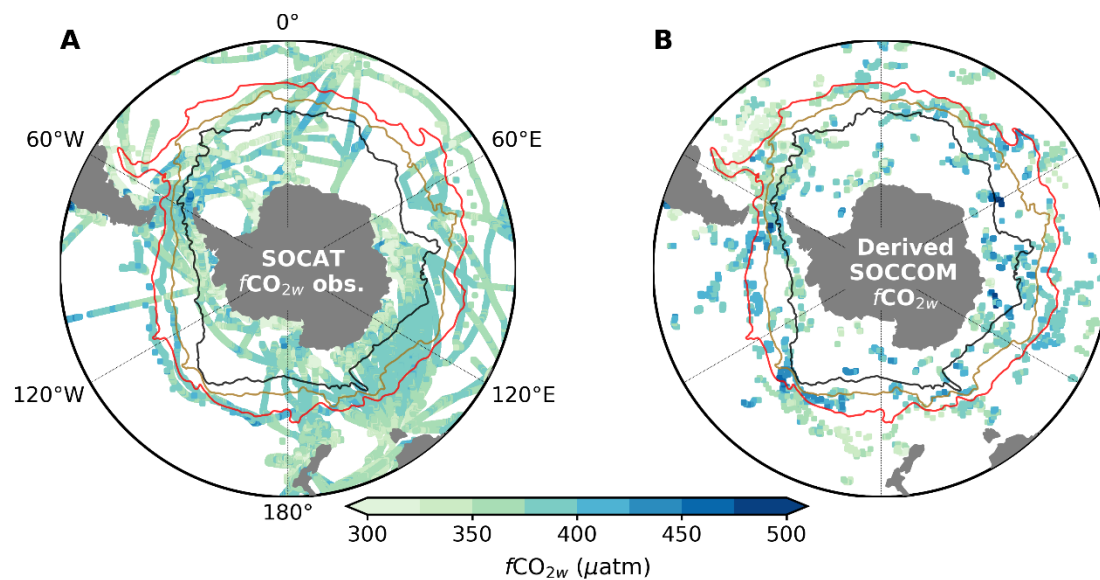 A
0°
B
60°W
60°E
SOCAT
fCO2w obs.
Derived
SOCCOM
fCO2w
120°W
120°E
180°
300 350 400 450 500
fCO2w (μatm)